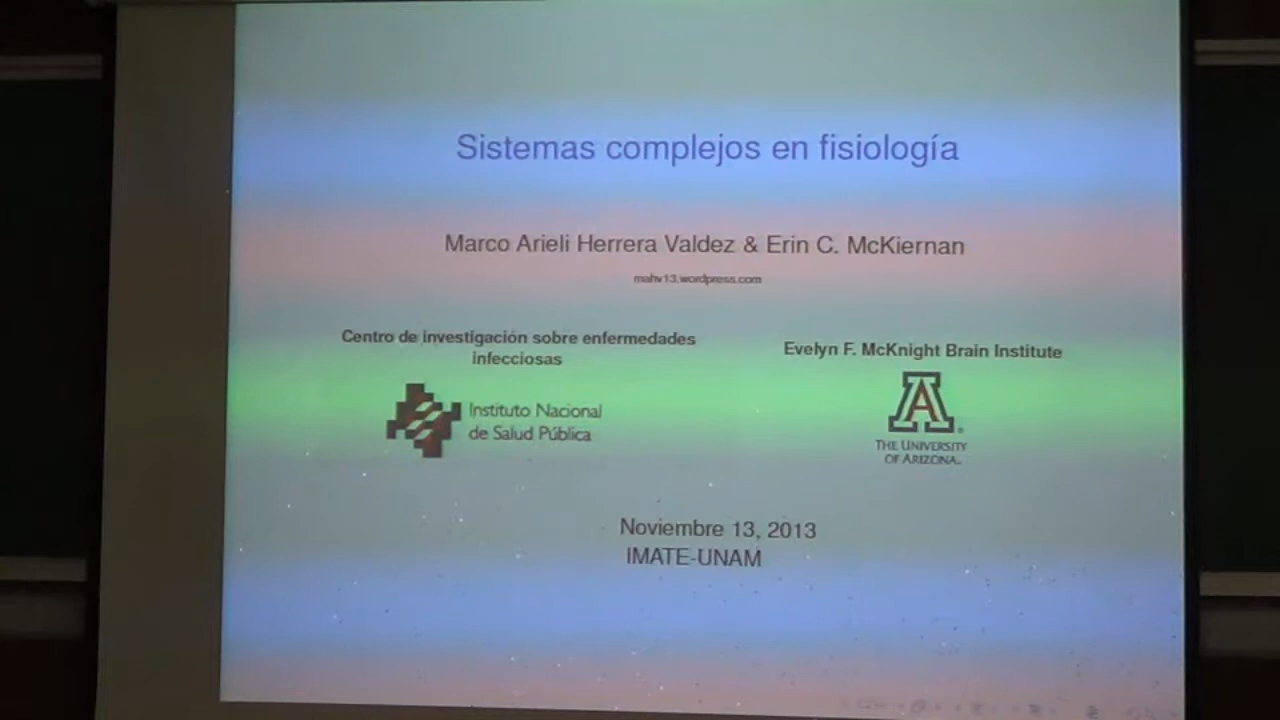 Sistemas complejos en fisiología
Marco Arieli Herrera Valdez & Erin C. McKiernan
mahv13.wordpress.com
Centro de investigación sobre enfermedades
infecciosas
Instituto Nacional
de Salud Pública
Evelyn F. McKnight Brain Institute
A
THE UNIVERSITY
OF ARIZONA.
Noviembre 13, 2013
IMATE-UNAM